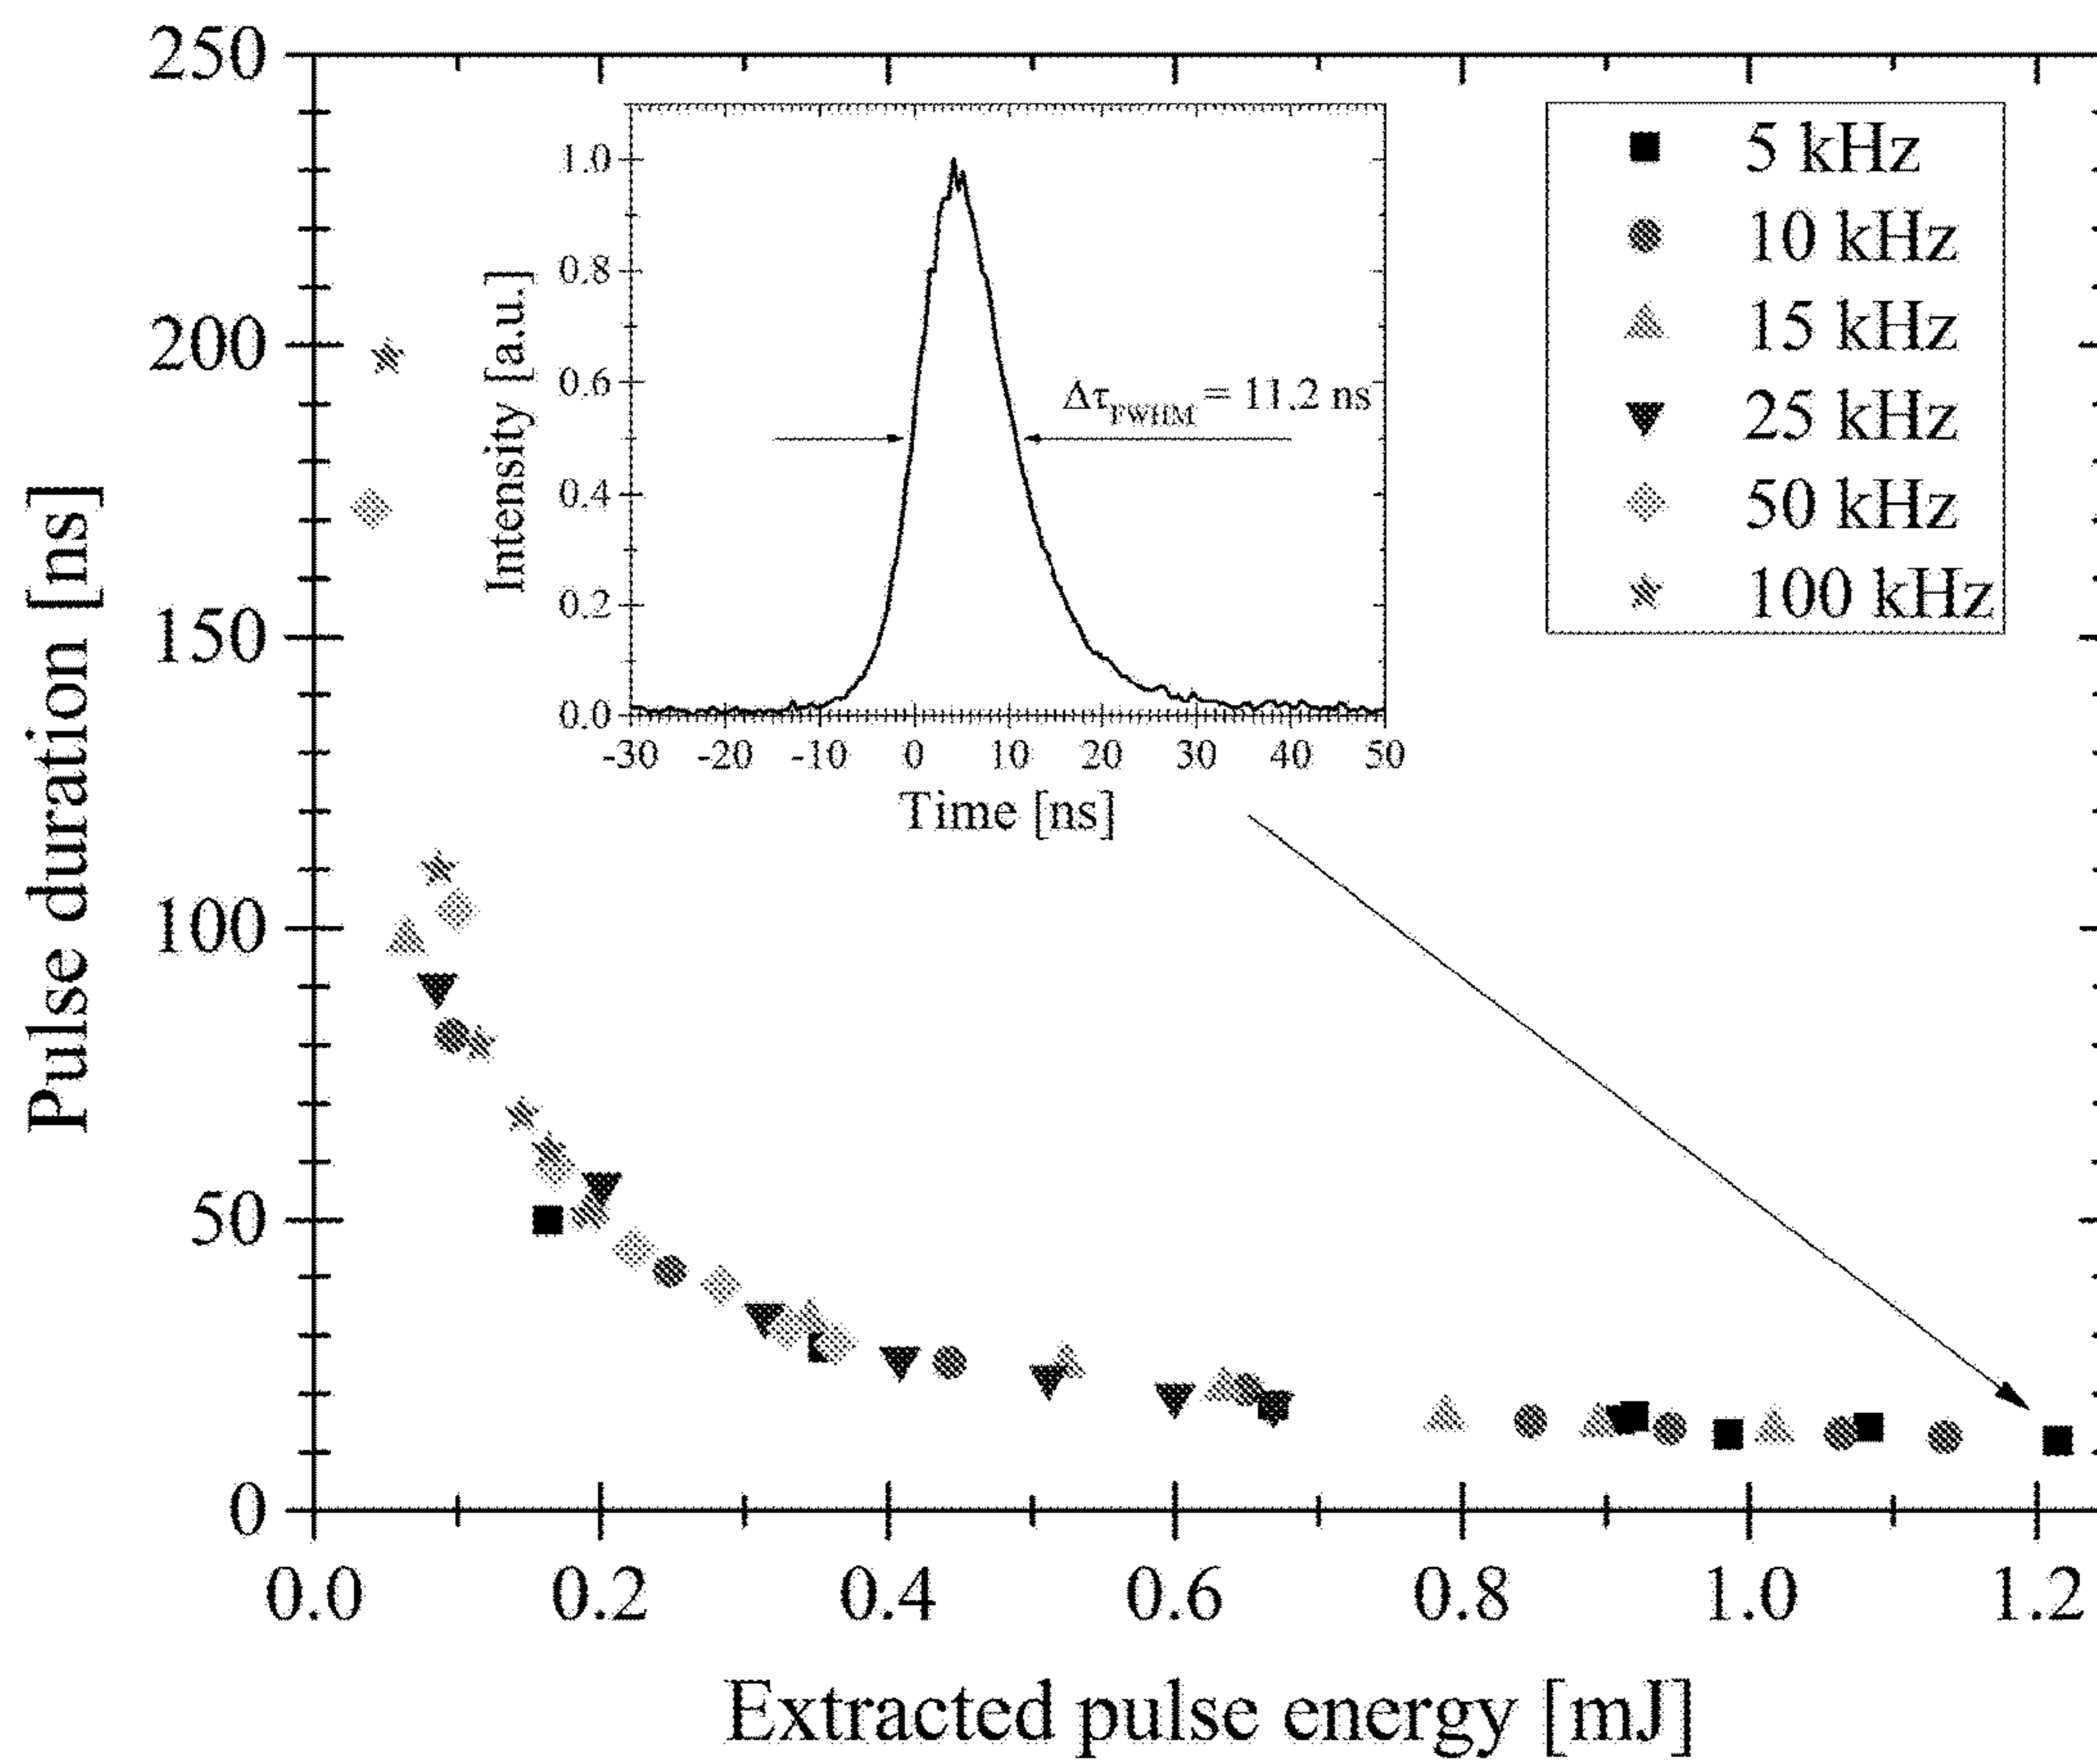 250
200
150
100
50
0
Pulse duration [ns]
0.0 0.2 0.4 0.6 0.8 1.0 1.2
Extracted pulse energy [mJ]
1.0
0.8
0.6
0.4
0.2
0.0
Intensity [a.u.]
-30 -20 -10 0 10 20 30 40 50
Time [ns]
Δτ_FWHM = 11.2 ns
5 kHz
10 kHz
15 kHz
25 kHz
50 kHz
100 kHz